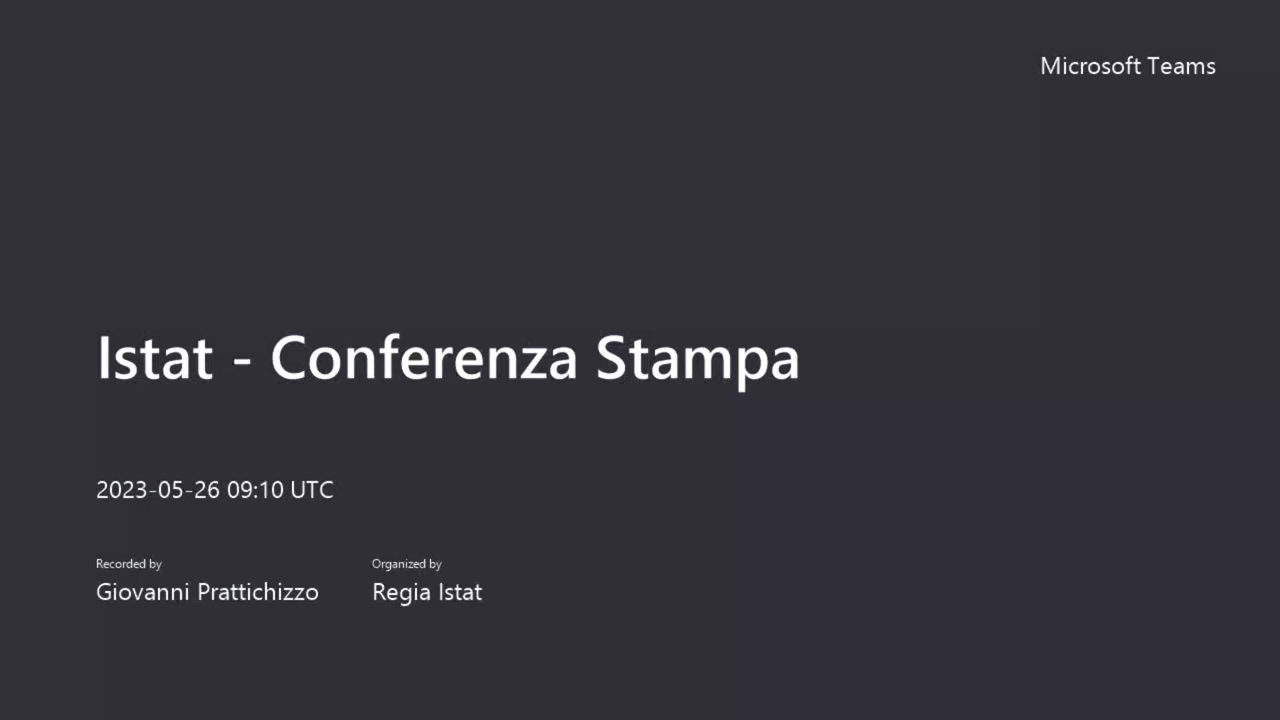 Microsoft Teams
Istat - Conferenza Stampa
2023-05-26 09:10 UTC
Recorded by
Giovanni Prattichizzo
Organized by
Regia Istat